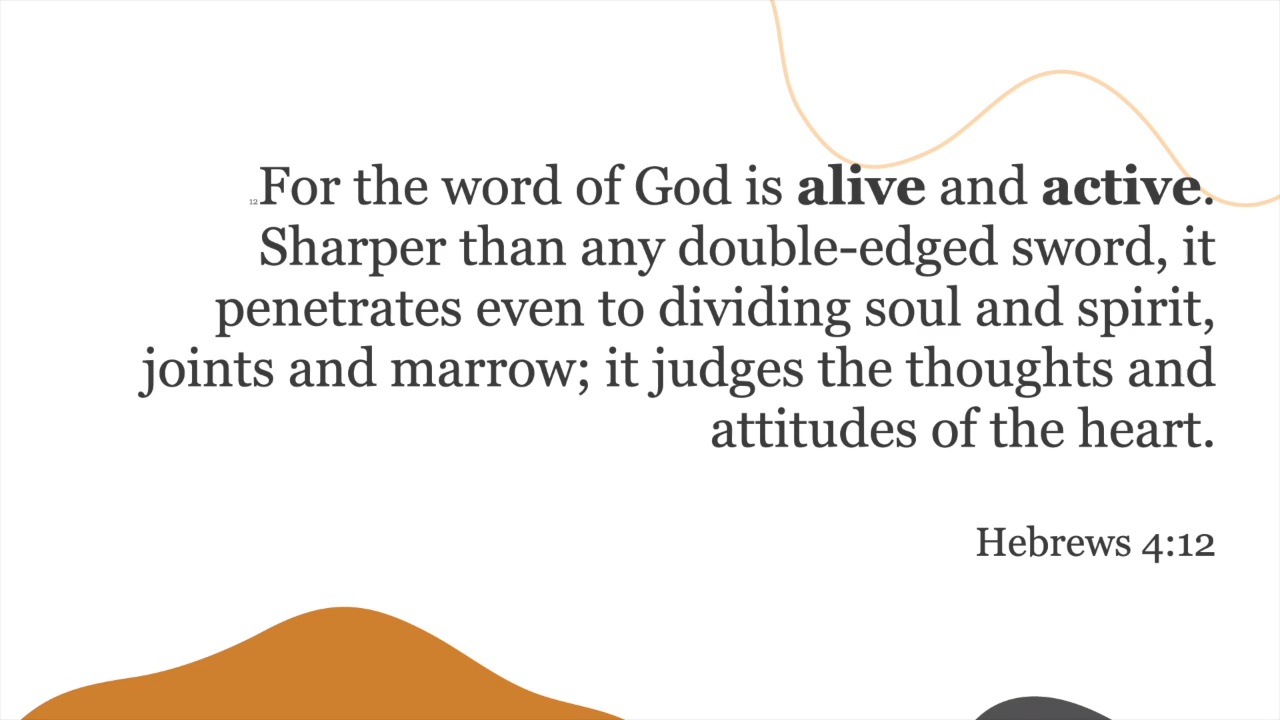 12For the word of God is alive and active.
Sharper than any double-edged sword, it
penetrates even to dividing soul and spirit,
joints and marrow; it judges the thoughts and
attitudes of the heart.
Hebrews 4:12